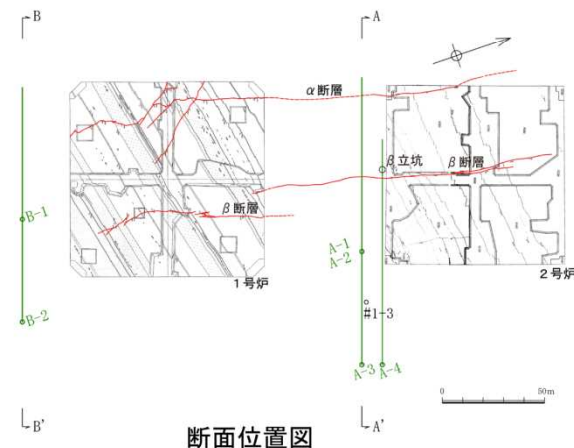 B
A
α断層
β立坑
β断層
B-1
β断層
A-1
A-2
1号炉
2号炉
#1-3
B-2
A-3
A-4
0
50m
B'
A'
断面位置図